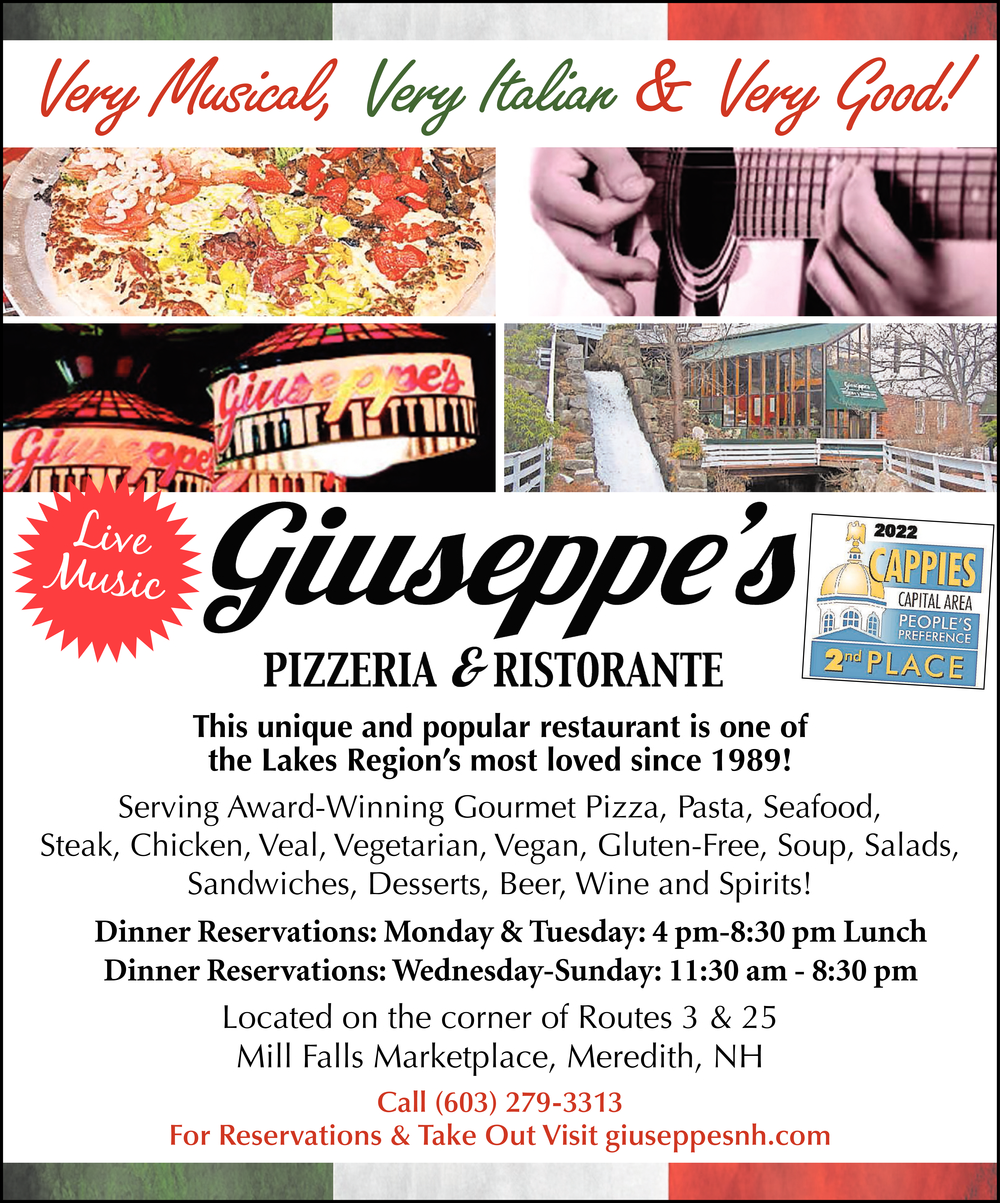 Very Musical, Very Italian & Very Good!
Giuseppe's
Giuseppe's
Giuseppe's
Live
Music
Giuseppe's
PIZZERIA & RISTORANTE
2022
CAPPIES
CAPITAL AREA
PEOPLE'S
PREFERENCE
2nd PLACE
This unique and popular restaurant is one of
the Lakes Region's most loved since 1989!
Serving Award-Winning Gourmet Pizza, Pasta, Seafood,
Steak, Chicken, Veal, Vegetarian, Vegan, Gluten-Free, Soup, Salads,
Sandwiches, Desserts, Beer, Wine and Spirits!
Dinner Reservations: Monday & Tuesday: 4 pm-8:30 pm Lunch
Dinner Reservations: Wednesday-Sunday: 11:30 am - 8:30 pm
Located on the corner of Routes 3 & 25
Mill Falls Marketplace, Meredith, NH
Call (603) 279-3313
For Reservations & Take Out Visit giuseppesnh.com